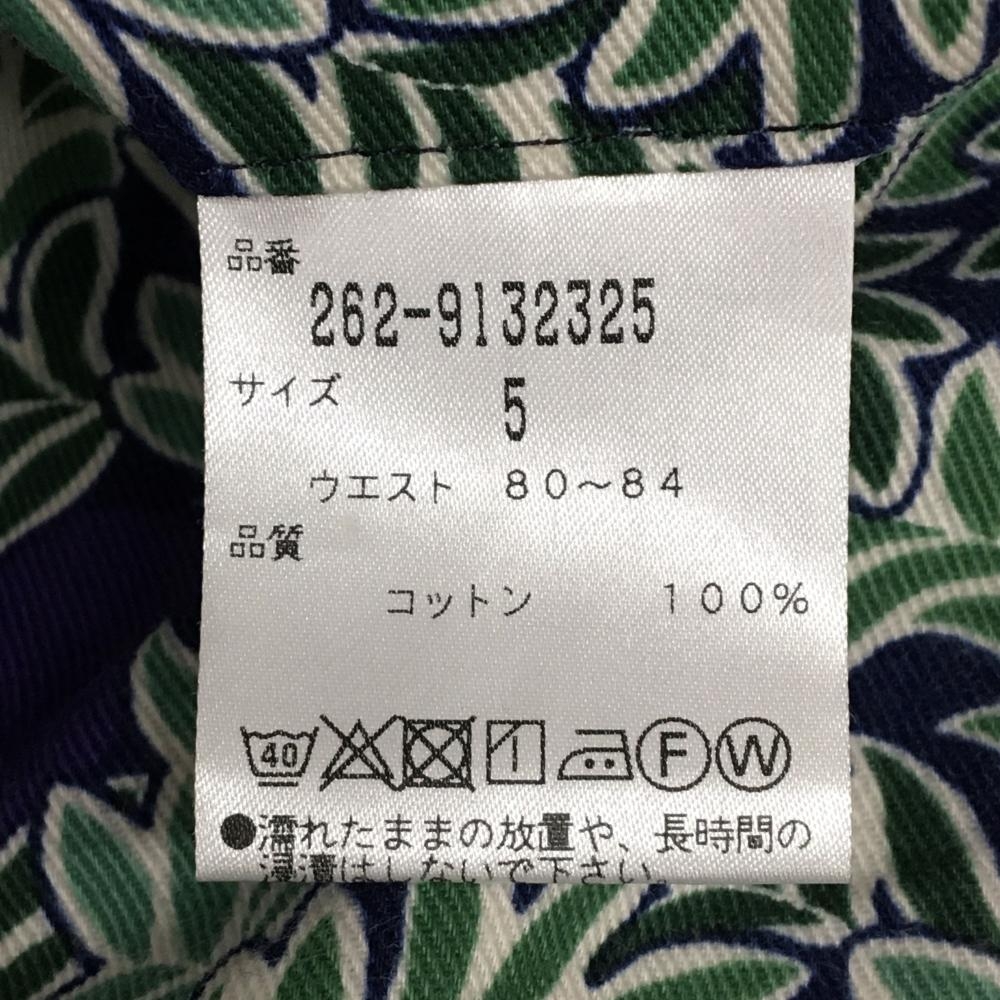 品番
262-9132325
サイズ 5
ウエスト 80～84
品質
コットン 100%
40 F W
●濡れたままの放置や、長時間の
浸漬はしないで下さい。